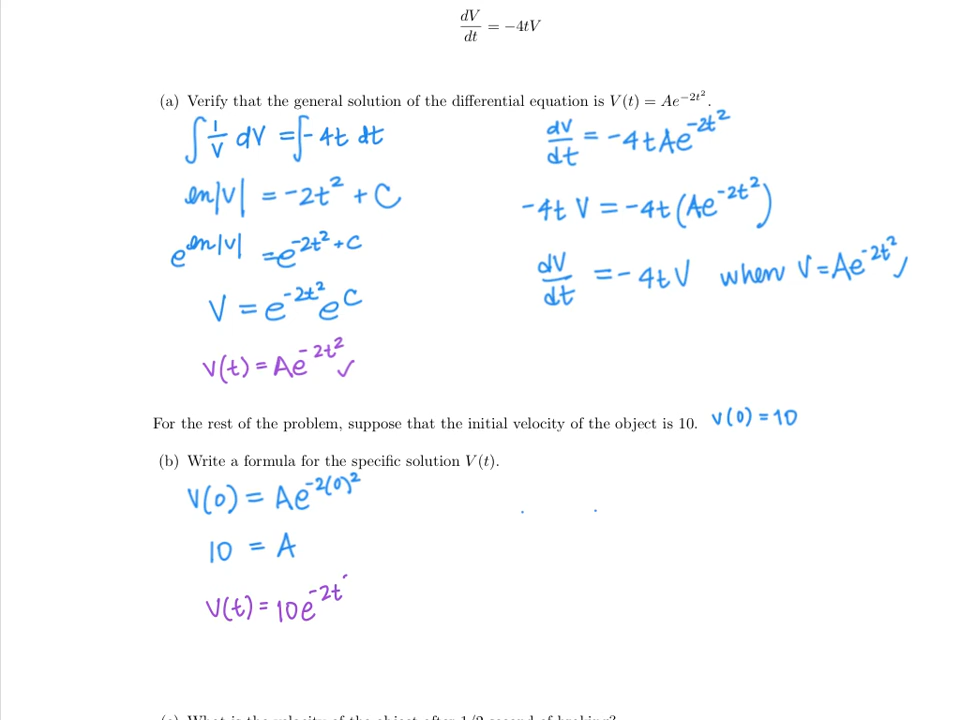 dV/dt = −4tV
(a) Verify that the general solution of the differential equation is V(t) = Ae^{−2t²}.
∫ 1/V dV = ∫ - 4t dt
dV/dt = -4tAe^{-2t²}
ln|V| = -2t² + C
-4t V = -4t (Ae^{-2t²})
e^{ln|V|} = e^{-2t² + C}
dV/dt = - 4tV when V = Ae^{-2t²} ✓
V = e^{-2t²} e^{C}
V(t) = Ae^{-2t²} ✓
For the rest of the problem, suppose that the initial velocity of the object is 10. V(0) = 10
(b) Write a formula for the specific solution V(t).
V(0) = Ae^{-2(0)²}
10 = A
V(t) = 10e^{-2t}